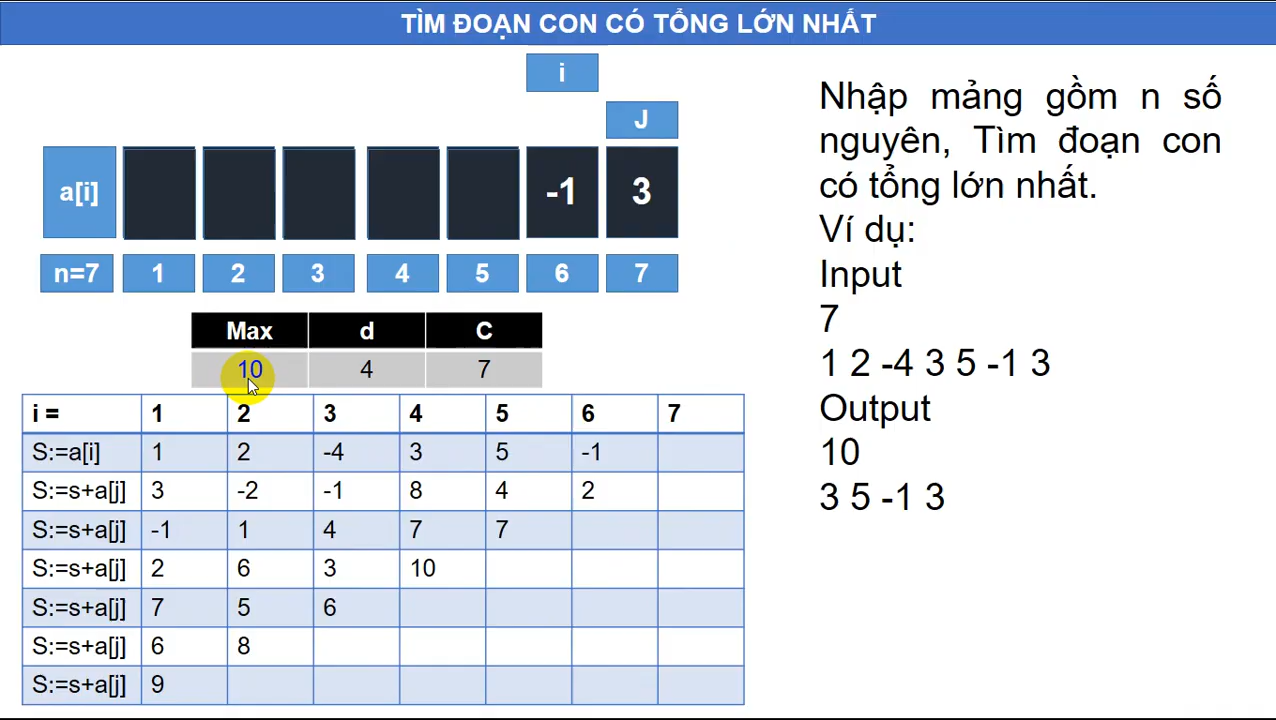 TÌM ĐOẠN CON CÓ TỔNG LỚN NHẤT
i
J
a[i] -1 3
n=7 1 2 3 4 5 6 7
Max d C
10 4 7
i = 1 2 3 4 5 6 7
S:=a[i] 1 2 -4 3 5 -1
S:=s+a[j] 3 -2 -1 8 4 2
S:=s+a[j] -1 1 4 7 7
S:=s+a[j] 2 6 3 10
S:=s+a[j] 7 5 6
S:=s+a[j] 6 8
S:=s+a[j] 9
Nhập mảng gồm n số
nguyên, Tìm đoạn con
có tổng lớn nhất.
Ví dụ:
Input
7
1 2 -4 3 5 -1 3
Output
10
3 5 -1 3